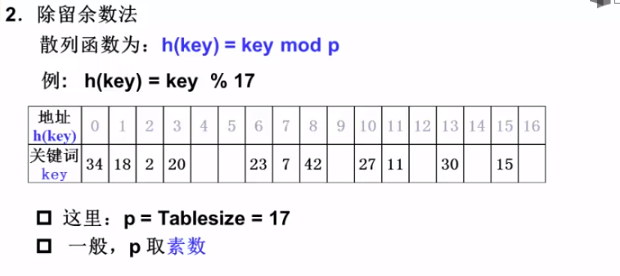 2. 除留余数法
散列函数为：h(key) = key mod p
例: h(key) = key % 17
地址 h(key) 0 1 2 3 4 5 6 7 8 9 10 11 12 13 14 15 16
关键词 key 34 18 2 20 23 7 42 27 11 30 15
这里：p = Tablesize = 17
一般，p 取素数